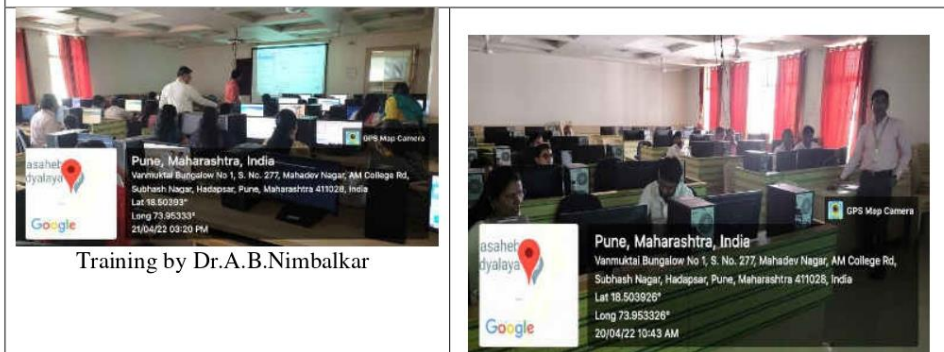 GPS Map Camera
asaheb
dyalaya
Google
Pune, Maharashtra, India
Vanmuktai Bungalow No 1, S. No. 277, Mahadev Nagar, AM College Rd,
Subhash Nagar, Hadapsar, Pune, Maharashtra 411028, India
Lat 18.50393°
Long 73.95333°
21/04/22 03:20 PM
Training by Dr.A.B.Nimbalkar
GPS Map Camera
asaheb
dyalaya
Google
Pune, Maharashtra, India
Vanmuktai Bungalow No 1, S. No. 277, Mahadev Nagar, AM College Rd,
Subhash Nagar, Hadapsar, Pune, Maharashtra 411028, India
Lat 18.503926°
Long 73.953326°
20/04/22 10:43 AM